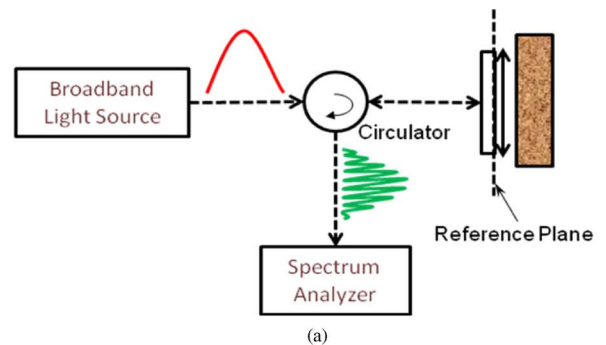 Broadband
Light Source
Circulator
Reference Plane
Spectrum
Analyzer
(a)